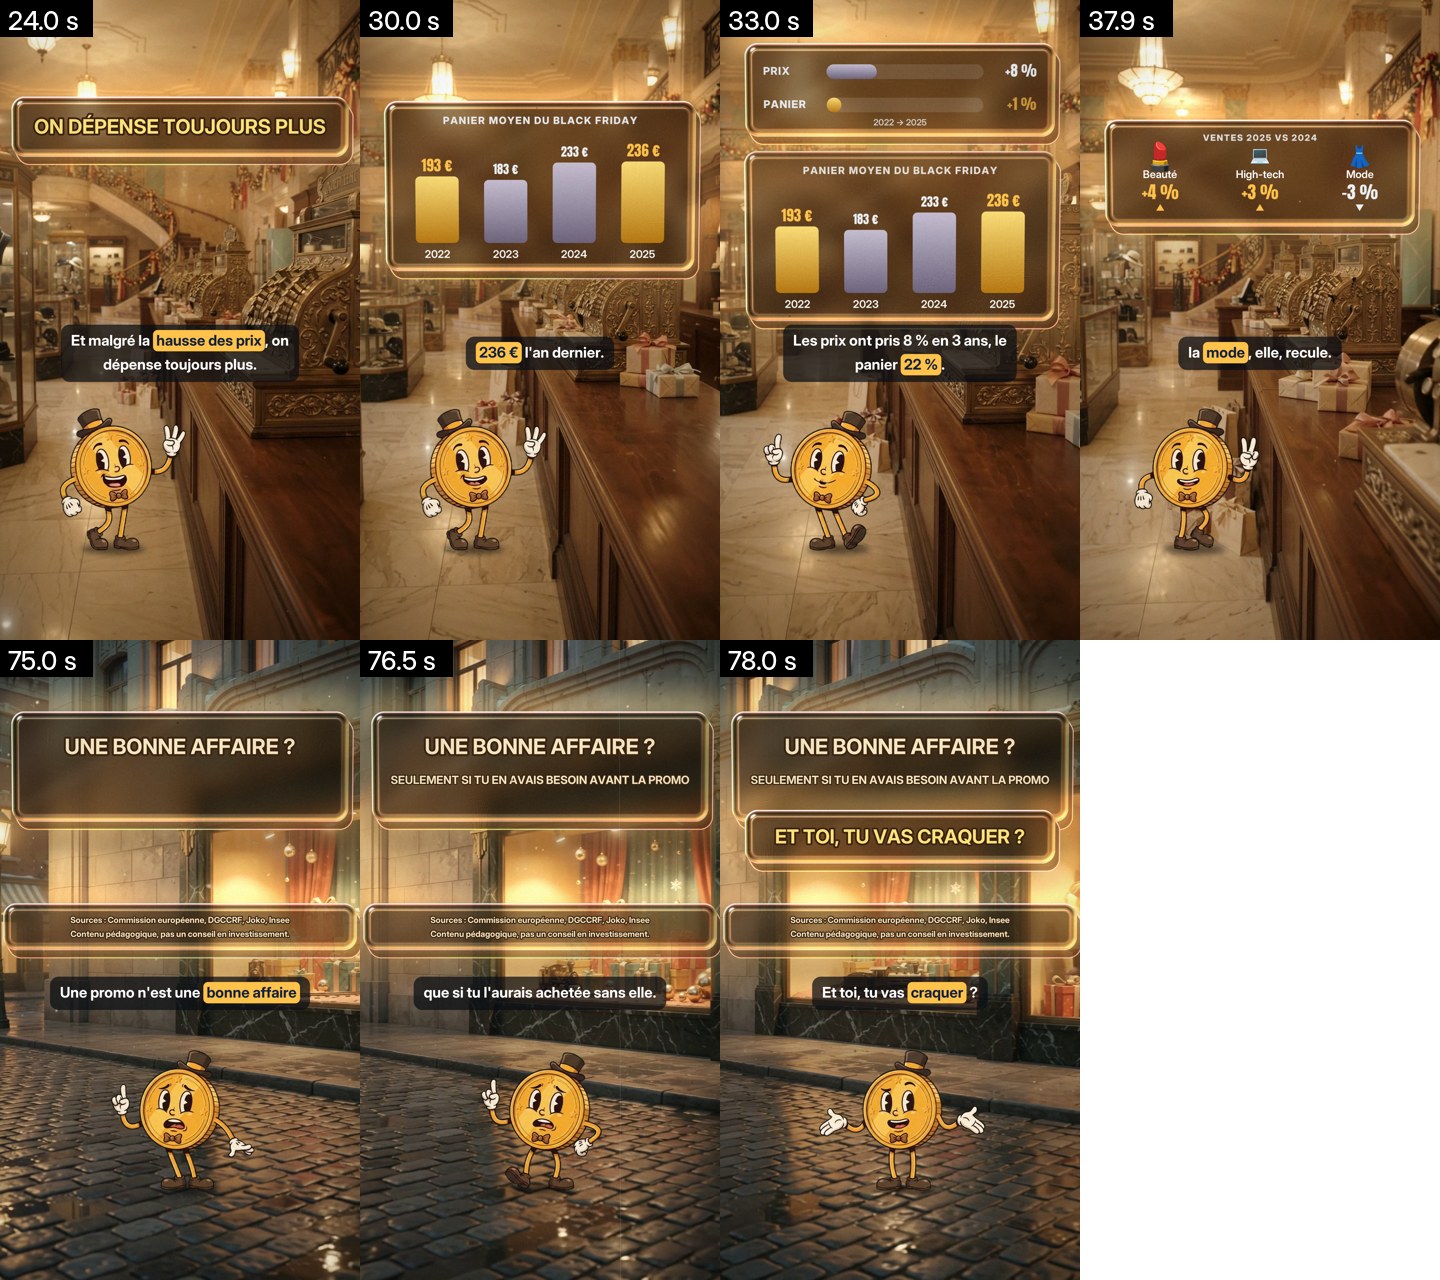 24.0 s
ON DÉPENSE TOUJOURS PLUS
Et malgré la hausse des prix, on
dépense toujours plus.
30.0 s
PANIER MOYEN DU BLACK FRIDAY
193 €
183 €
233 €
236 €
2022
2023
2024
2025
236 € l'an dernier.
33.0 s
PRIX
+8 %
PANIER
+1 %
2022 → 2025
PANIER MOYEN DU BLACK FRIDAY
193 €
183 €
233 €
236 €
2022
2023
2024
2025
Les prix ont pris 8 % en 3 ans, le
panier 22 %.
37.9 s
VENTES 2025 VS 2024
Beauté
High-tech
Mode
+4 %
+3 %
-3 %
la mode, elle, recule.
75.0 s
UNE BONNE AFFAIRE ?
Sources : Commission européenne, DGCCRF, Joko, Insee
Contenu pédagogique, pas un conseil en investissement.
Une promo n'est une bonne affaire
76.5 s
UNE BONNE AFFAIRE ?
SEULEMENT SI TU EN AVAIS BESOIN AVANT LA PROMO
Sources : Commission européenne, DGCCRF, Joko, Insee
Contenu pédagogique, pas un conseil en investissement.
que si tu l'aurais achetée sans elle.
78.0 s
UNE BONNE AFFAIRE ?
SEULEMENT SI TU EN AVAIS BESOIN AVANT LA PROMO
ET TOI, TU VAS CRAQUER ?
Sources : Commission européenne, DGCCRF, Joko, Insee
Contenu pédagogique, pas un conseil en investissement.
Et toi, tu vas craquer ?